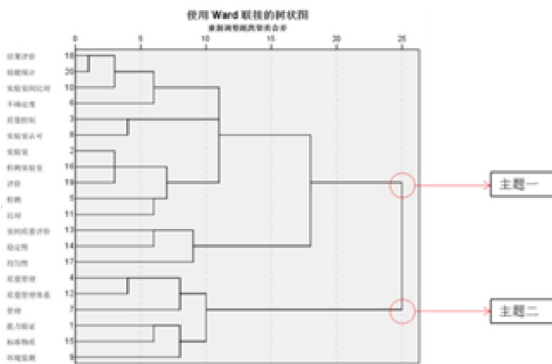 使用 Ward 联接的树状图
重新调整距离聚类合并
0 5 10 15 20 25
结果评价 18
稳健统计 20
实验室间比对 10
不确定度 6
质量控制 3
实验室认可 8
实验室 2
检测实验室 16
评价 19
检测 5
比对 11
室间质量评价 13
稳定性 14
均匀性 17
质量管理 4
质量管理体系 12
管理 7
能力验证 1
标准物质 15
环境监测 9
主题一
主题二